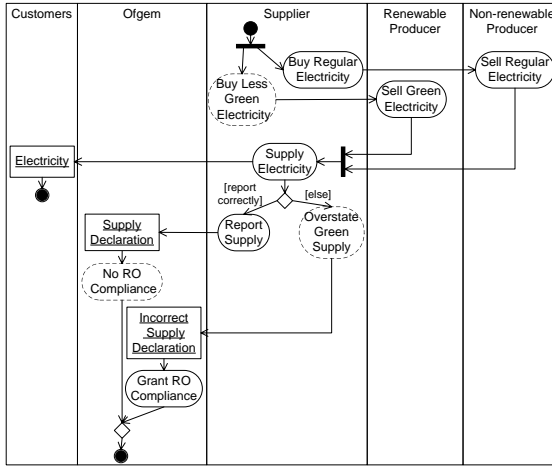 Customers
Ofgem
Supplier
Renewable
Producer
Non-renewable
Producer
Buy Regular
Electricity
Sell Regular
Electricity
Buy Less
Green
Electricity
Sell Green
Electricity
Electricity
Supply
Electricity
[report
correctly]
[else]
Supply
Declaration
Report
Supply
Overstate
Green
Supply
No RO
Compliance
Incorrect
Supply
Declaration
Grant RO
Compliance